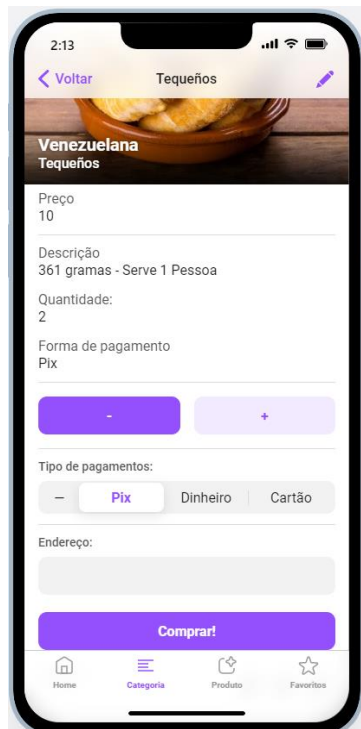 2:13
Voltar
Tequeños
Venezuelana
Tequeños
Preço
10
Descrição
361 gramas - Serve 1 Pessoa
Quantidade:
2
Forma de pagamento
Pix
- +
Tipo de pagamentos:
— Pix Dinheiro Cartão
Endereço:
Comprar!
Home Categoria Produto Favoritos